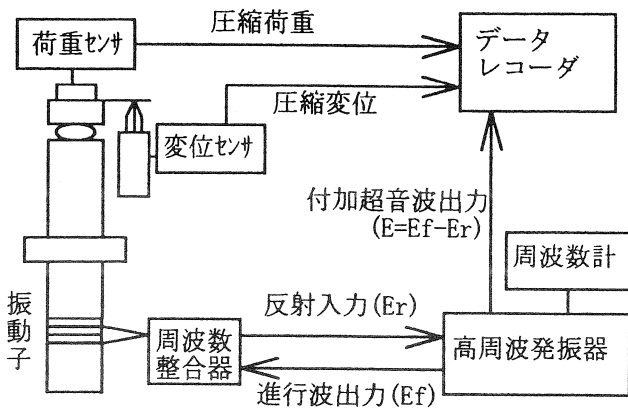 荷重センサ
圧縮荷重
データ
レコーダ
変位センサ
圧縮変位
付加超音波出力
(E=Ef-Er)
周波数計
振動子
周波数
整合器
反射入力(Er)
高周波発振器
進行波出力(Ef)